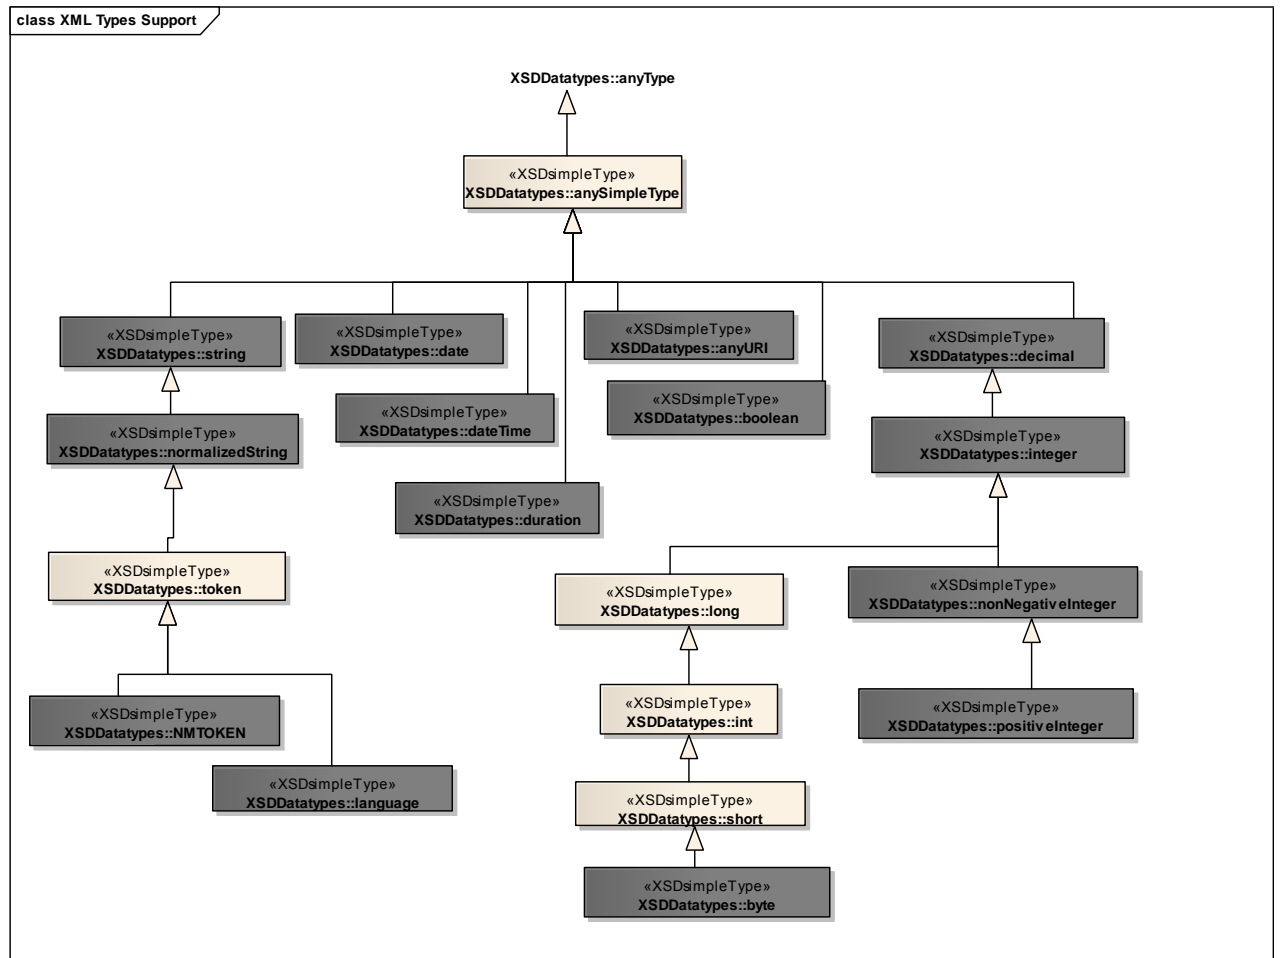 class XML Types Support
XSDDatatypes::anyType
«XSDsimpleType»
XSDDatatypes::anySimpleType
«XSDsimpleType»
XSDDatatypes::string
«XSDsimpleType»
XSDDatatypes::date
«XSDsimpleType»
XSDDatatypes::anyURI
«XSDsimpleType»
XSDDatatypes::decimal
«XSDsimpleType»
XSDDatatypes::dateTime
«XSDsimpleType»
XSDDatatypes::boolean
«XSDsimpleType»
XSDDatatypes::normalizedString
«XSDsimpleType»
XSDDatatypes::integer
«XSDsimpleType»
XSDDatatypes::duration
«XSDsimpleType»
XSDDatatypes::token
«XSDsimpleType»
XSDDatatypes::long
«XSDsimpleType»
XSDDatatypes::nonNegativeInteger
«XSDsimpleType»
XSDDatatypes::NMTOKEN
«XSDsimpleType»
XSDDatatypes::int
«XSDsimpleType»
XSDDatatypes::positiveInteger
«XSDsimpleType»
XSDDatatypes::language
«XSDsimpleType»
XSDDatatypes::short
«XSDsimpleType»
XSDDatatypes::byte